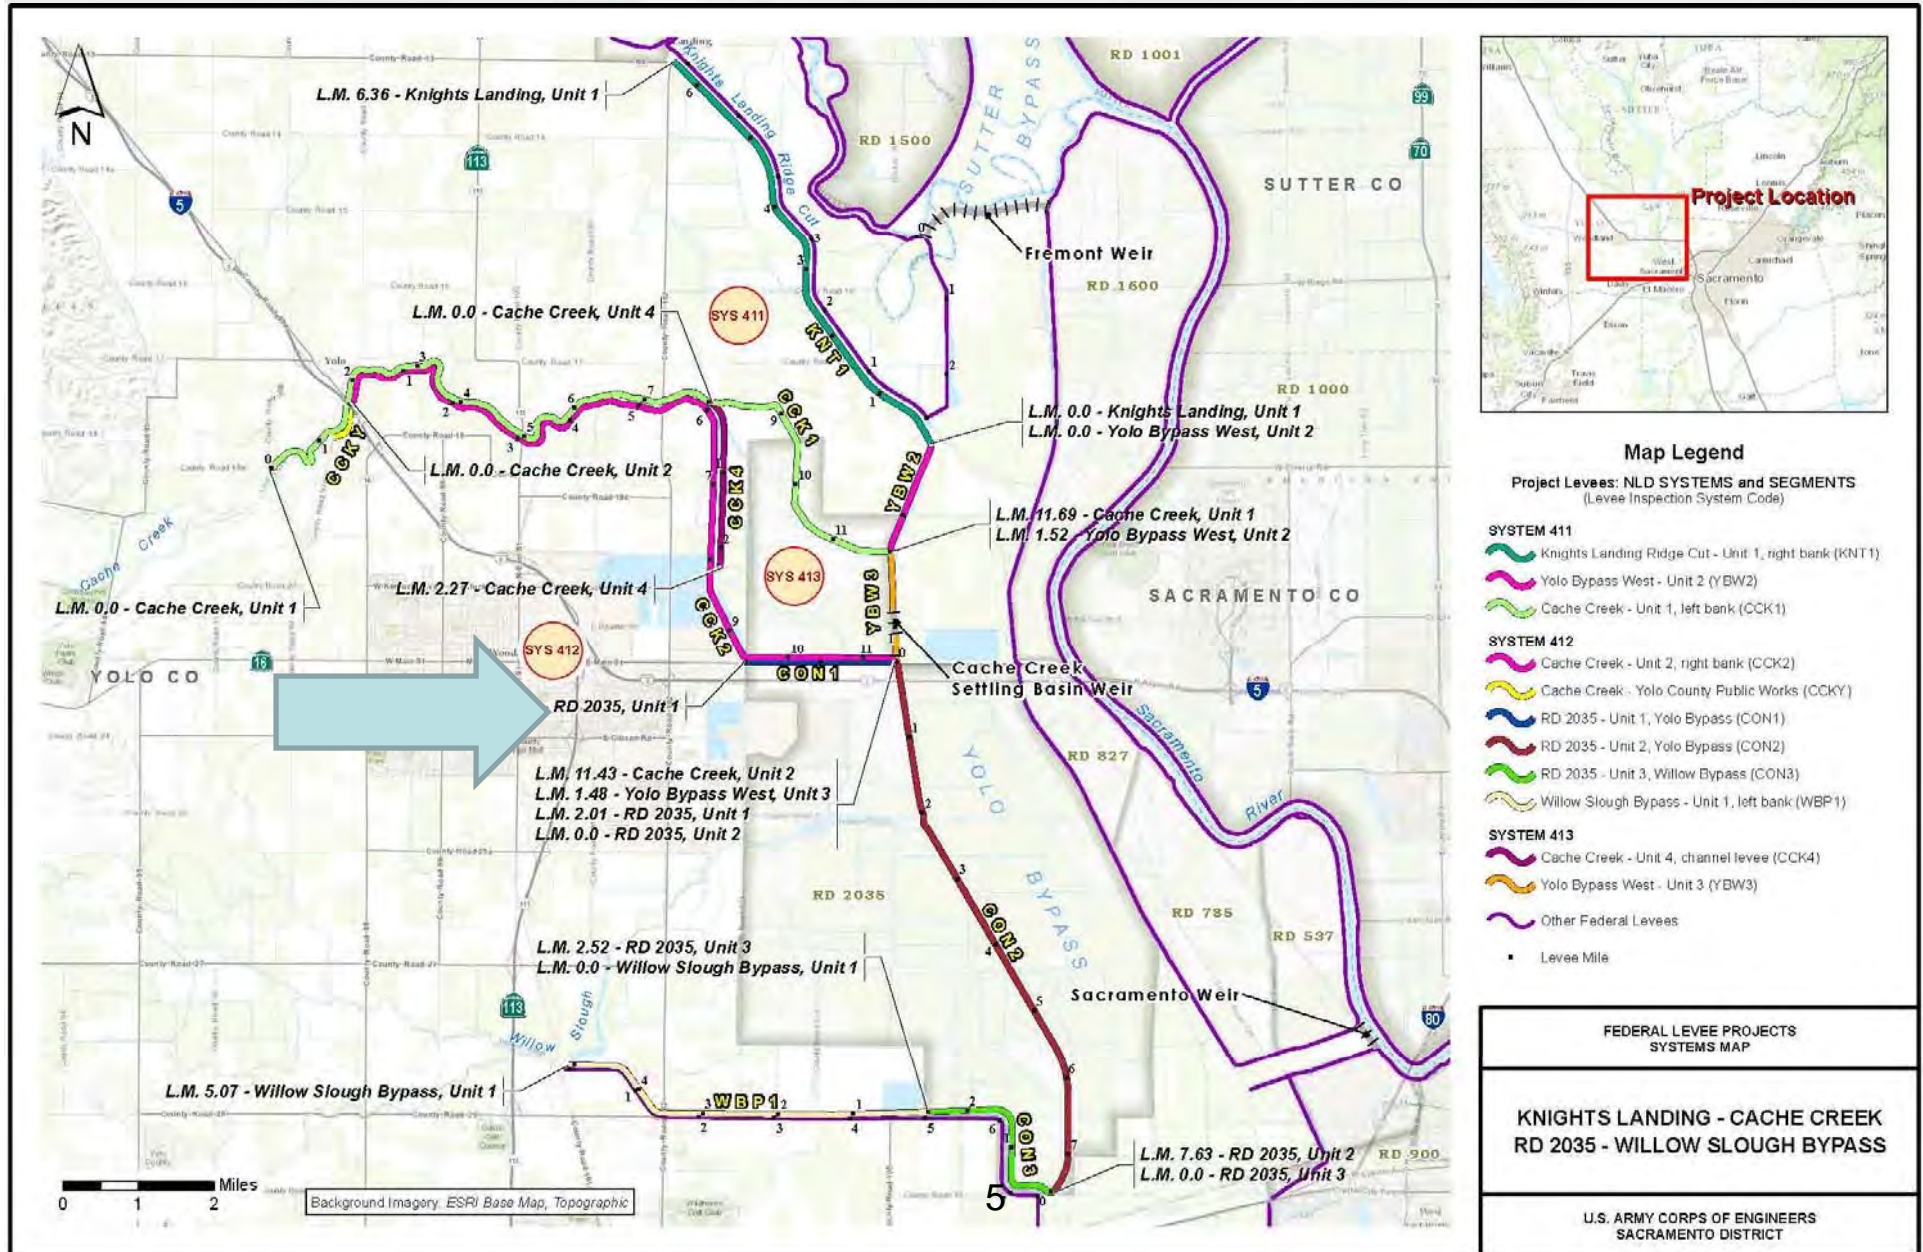 L.M. 6.36 - Knights Landing, Unit 1
Knights Landing Ridge Cut
RD 1001
RD 1500
SUTTER BYPASS
SUTTER CO
99
70
113
5
N
Fremont Weir
RD 1600
SYS 411
L.M. 0.0 - Cache Creek, Unit 4
KNT1
RD 1000
Yolo
CCK1
L.M. 0.0 - Knights Landing, Unit 1
L.M. 0.0 - Yolo Bypass West, Unit 2
CCKY
L.M. 0.0 - Cache Creek, Unit 2
CCK4
YBW2
L.M. 11.69 - Cache Creek, Unit 1
L.M. 1.52 - Yolo Bypass West, Unit 2
Cache Creek
SYS 413
L.M. 2.27 - Cache Creek, Unit 4
L.M. 0.0 - Cache Creek, Unit 1
YBW3
CCK2
SACRAMENTO CO
SYS 412
16
YOLO CO
Cache Creek
Settling Basin Weir
CON1
5
RD 2035, Unit 1
Sacramento River
RD 827
L.M. 11.43 - Cache Creek, Unit 2
L.M. 1.48 - Yolo Bypass West, Unit 3
L.M. 2.01 - RD 2035, Unit 1
L.M. 0.0 - RD 2035, Unit 2
YOLO BYPASS
RD 2035
CON2
RD 785
RD 537
L.M. 2.52 - RD 2035, Unit 3
L.M. 0.0 - Willow Slough Bypass, Unit 1
Sacramento Weir
113
80
Willow Slough
L.M. 5.07 - Willow Slough Bypass, Unit 1
WBP1
CON3
L.M. 7.63 - RD 2035, Unit 2
L.M. 0.0 - RD 2035, Unit 3
RD 900
Miles
0 1 2
Background Imagery: ESRI Base Map, Topographic
5
Project Location
Sacramento
Map Legend
Project Levees: NLD SYSTEMS and SEGMENTS
(Levee Inspection System Code)
SYSTEM 411
Knights Landing Ridge Cut - Unit 1, right bank (KNT1)
Yolo Bypass West - Unit 2 (YBW2)
Cache Creek - Unit 1, left bank (CCK1)
SYSTEM 412
Cache Creek - Unit 2, right bank (CCK2)
Cache Creek - Yolo County Public Works (CCKY)
RD 2035 - Unit 1, Yolo Bypass (CON1)
RD 2035 - Unit 2, Yolo Bypass (CON2)
RD 2035 - Unit 3, Willow Bypass (CON3)
Willow Slough Bypass - Unit 1, left bank (WBP1)
SYSTEM 413
Cache Creek - Unit 4, channel levee (CCK4)
Yolo Bypass West - Unit 3 (YBW3)
Other Federal Levees
Levee Mile
FEDERAL LEVEE PROJECTS
SYSTEMS MAP
KNIGHTS LANDING - CACHE CREEK
RD 2035 - WILLOW SLOUGH BYPASS
U.S. ARMY CORPS OF ENGINEERS
SACRAMENTO DISTRICT